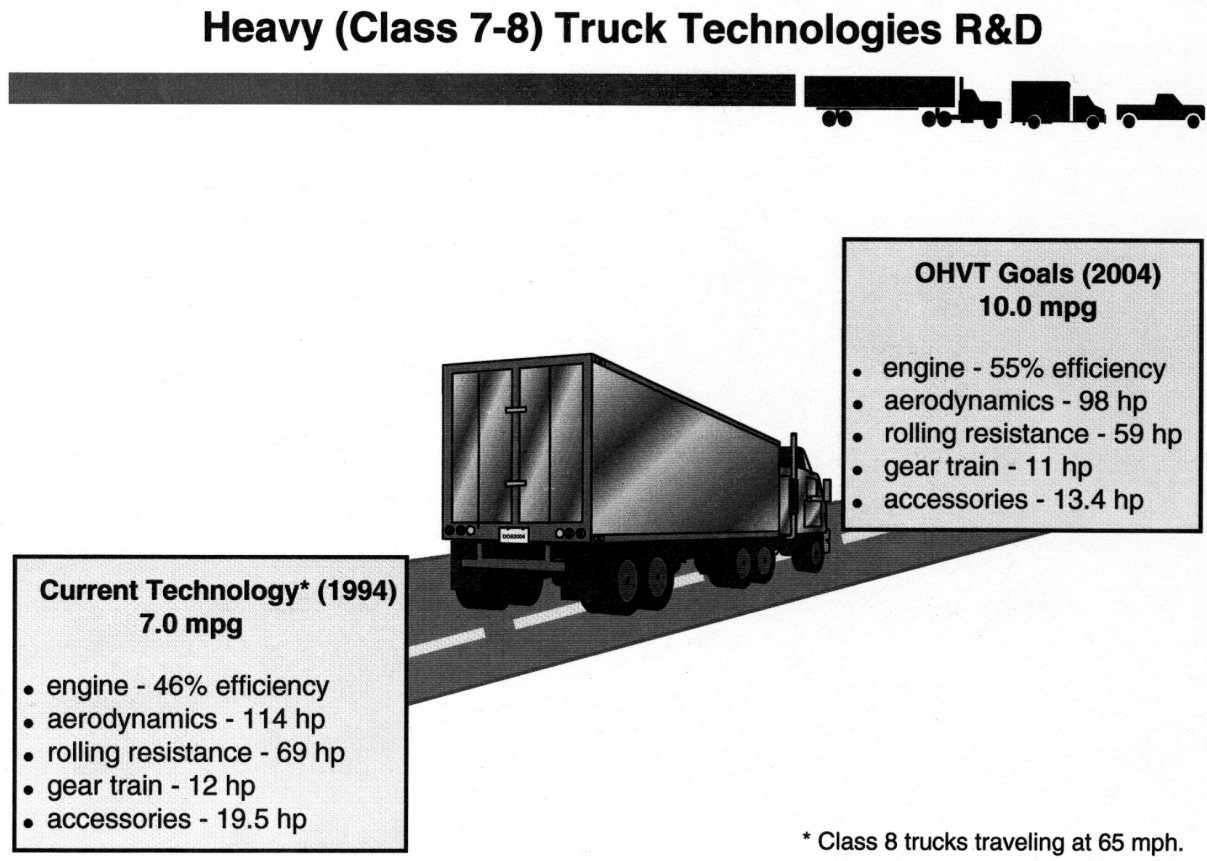 Heavy (Class 7-8) Truck Technologies R&D
OHVT Goals (2004)
10.0 mpg
• engine - 55% efficiency
• aerodynamics - 98 hp
• rolling resistance - 59 hp
• gear train - 11 hp
• accessories - 13.4 hp
DOE2004
Current Technology* (1994)
7.0 mpg
• engine - 46% efficiency
• aerodynamics - 114 hp
• rolling resistance - 69 hp
• gear train - 12 hp
• accessories - 19.5 hp
* Class 8 trucks traveling at 65 mph.